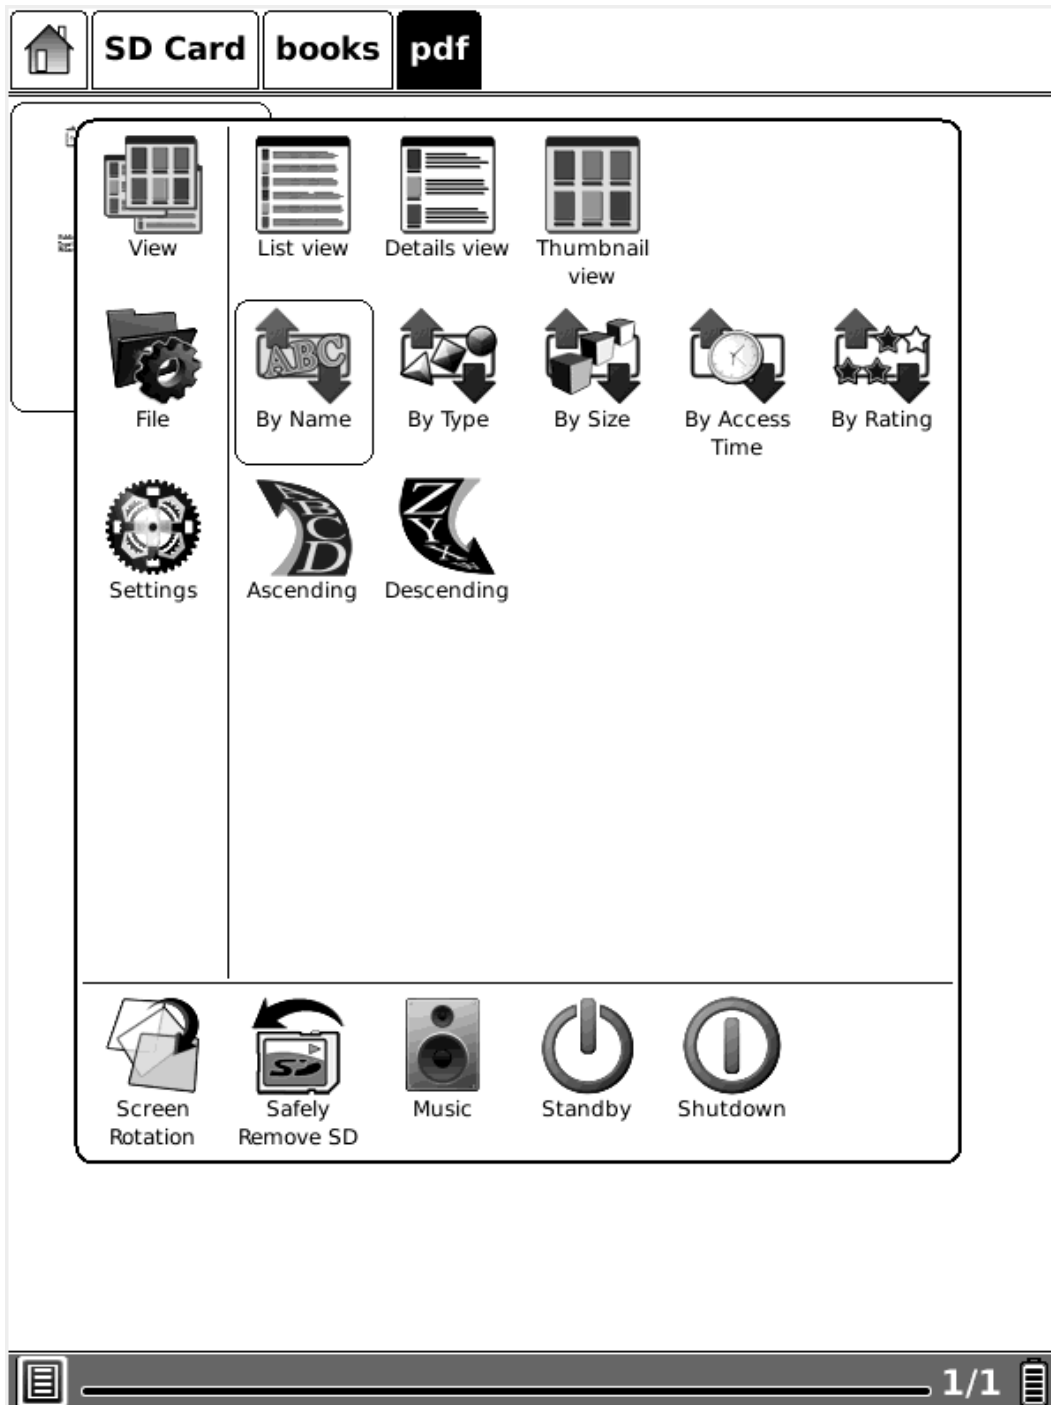 SD Card books pdf
View List view Details view Thumbnail
view
File By Name By Type By Size By Access
Time By Rating
Settings Ascending Descending
Screen
Rotation Safely
Remove SD Music Standby Shutdown
1/1